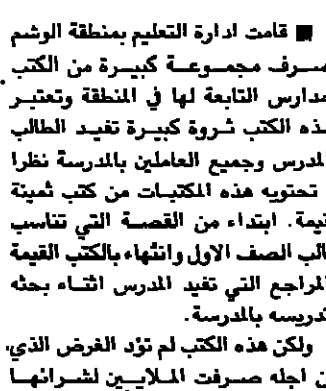 ■ قامت ادارة التعليم بمنطقة الوشم
صرف مجموعة كبيرة من الكتب
مدارس التابعة لها في المنطقة وتعتبر
هذه الكتب ثروة كبيرة تفيد الطالب
المدرس وجميع العاملين بالمدرسة نظرا
تحتويه هذه المكتبات من كتب ثمينة
قيمة. ابتداء من القصة التي تناسب
الب الصف الاول وانتهاء بالكتب القيمة
المراجع التي تفيد المدرس اثناء بحثه
تدريسه بالمدرسة.
ولكن هذه الكتب لم تؤد الغرض الذي
ن اجله صرفت الملايين لشرائها